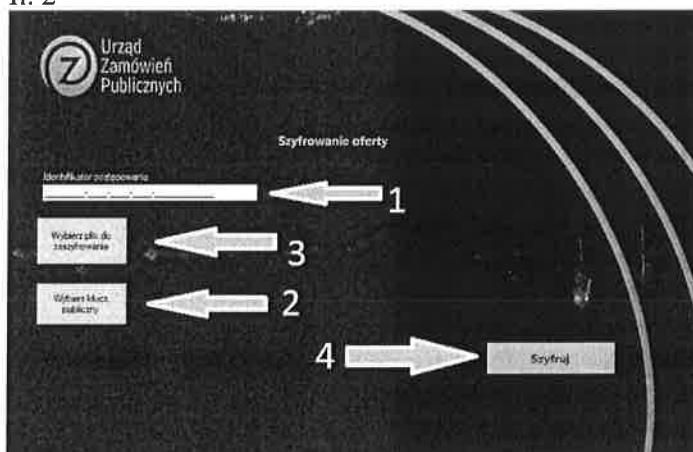 Urząd
Zamówień
Publicznych
Szyfrowanie oferty
Identyfikator postępowania
1
Wybierz plik do
zaszyfrowania
3
Wybierz klucz
publiczny
2
4
Szyfruj